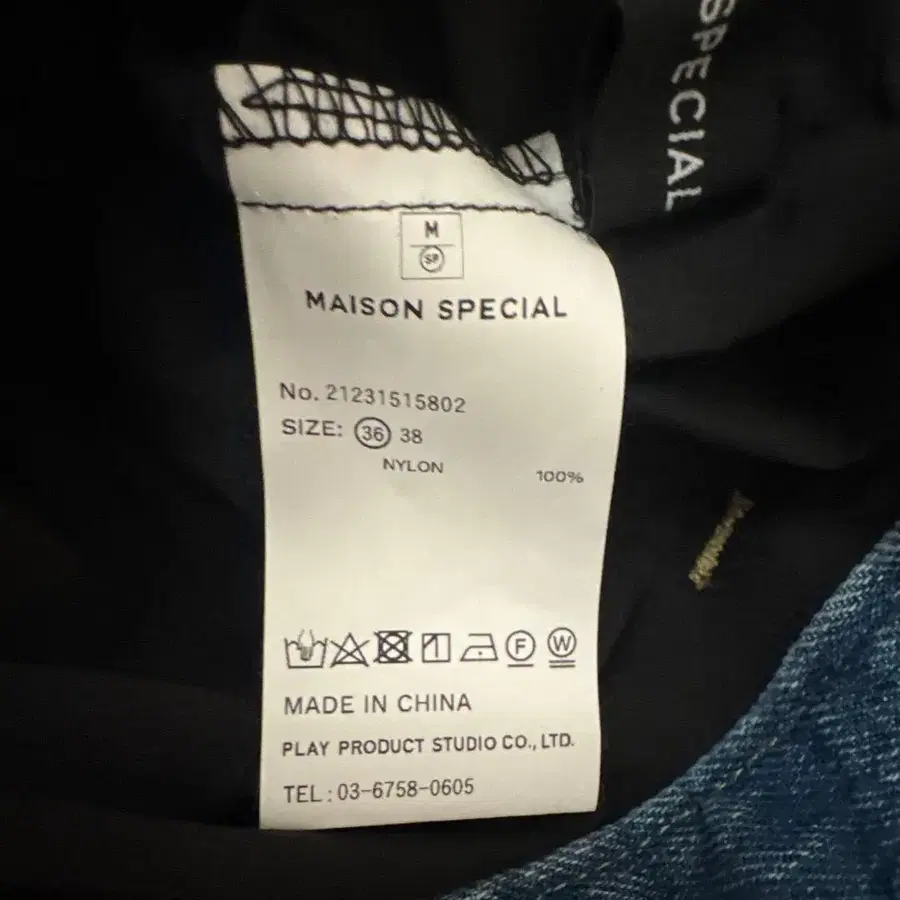 SPECIAL
M
SP
MAISON SPECIAL
No. 21231515802
SIZE: 36 38
NYLON 100%
F W
MADE IN CHINA
PLAY PRODUCT STUDIO CO., LTD.
TEL : 03-6758-0605